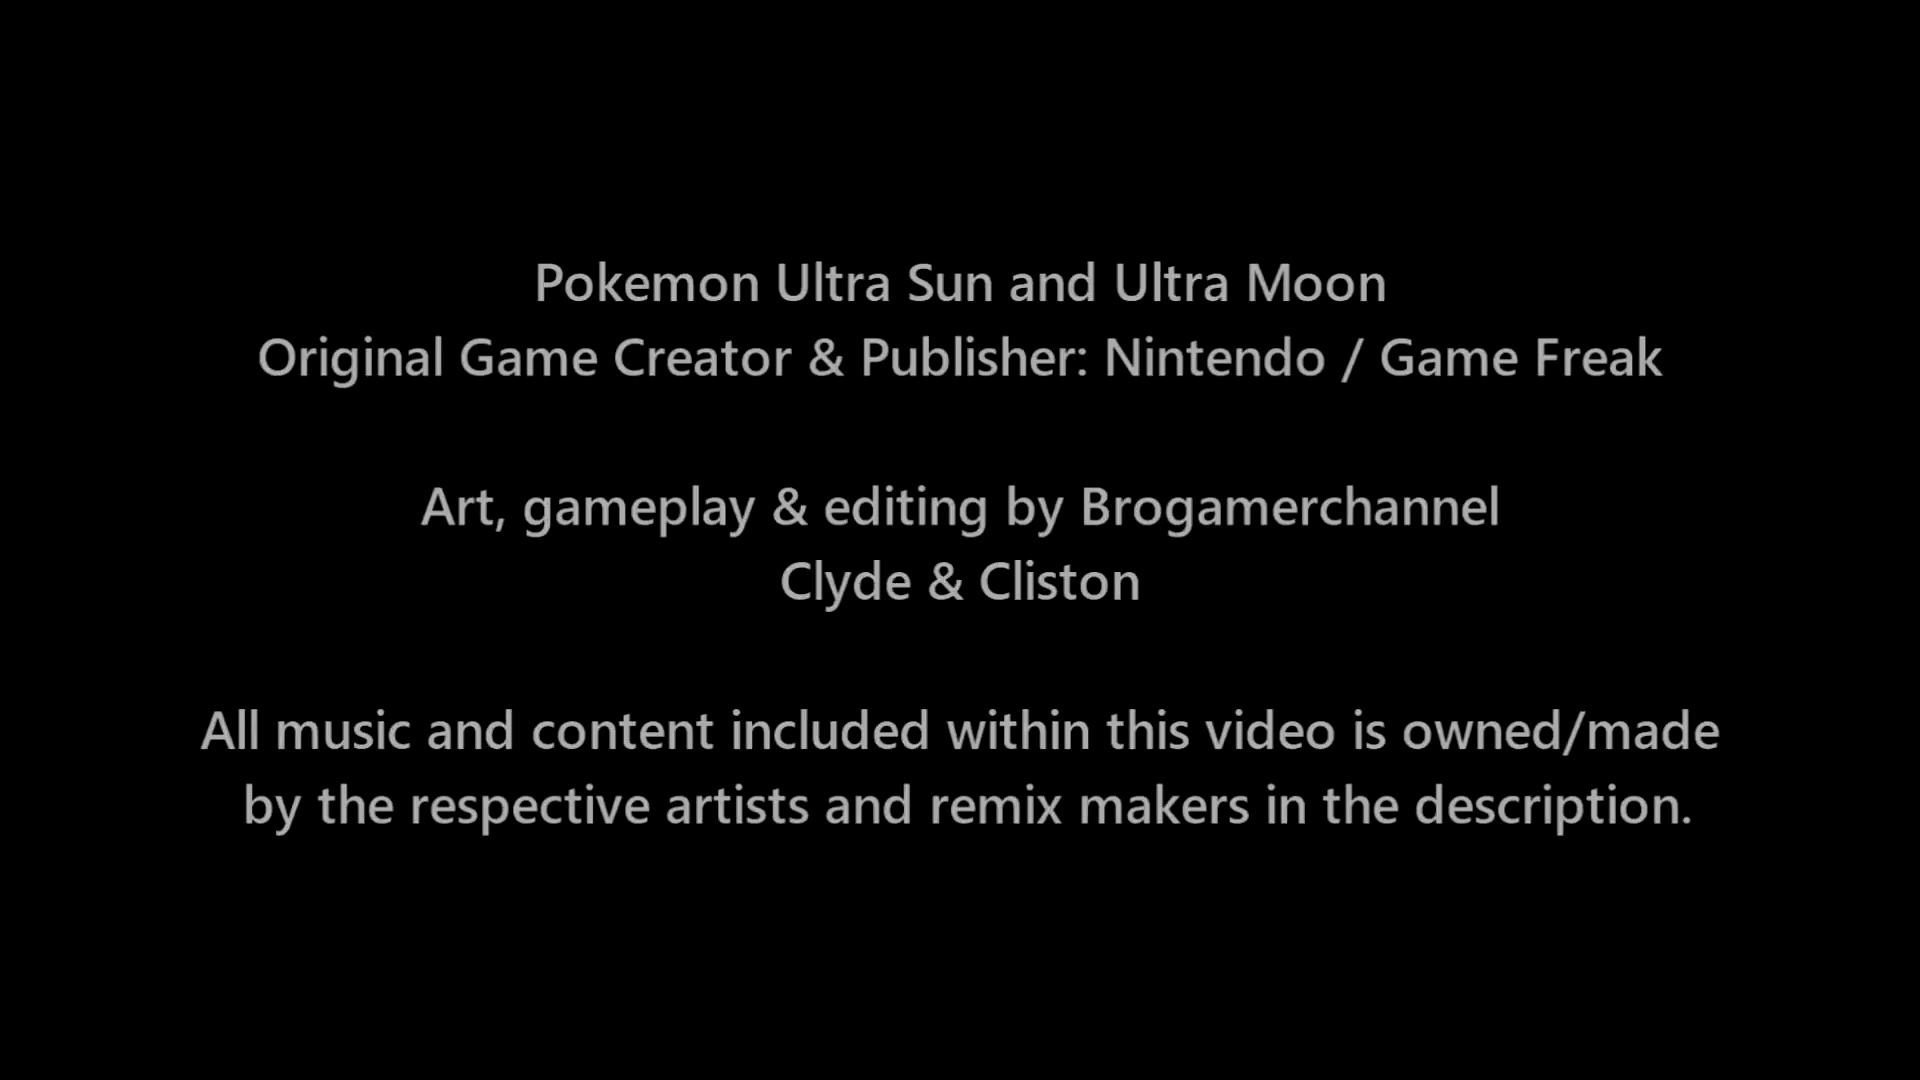 Pokemon Ultra Sun and Ultra Moon
Original Game Creator & Publisher: Nintendo / Game Freak
Art, gameplay & editing by Brogamerchannel
Clyde & Cliston
All music and content included within this video is owned/made
by the respective artists and remix makers in the description.